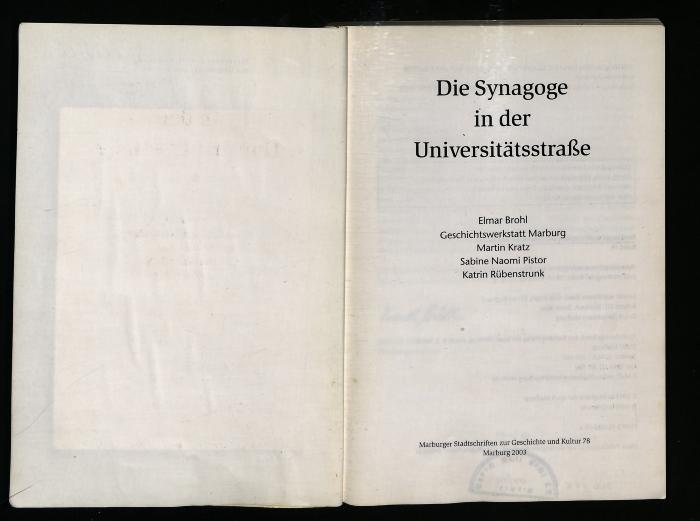 Die Synagoge
in der
Universitätsstraße
Elmar Brohl
Geschichtswerkstatt Marburg
Martin Kratz
Sabine Naomi Pistor
Katrin Rübenstrunk
Marburger Stadtschriften zur Geschichte und Kultur 78
Marburg 2003